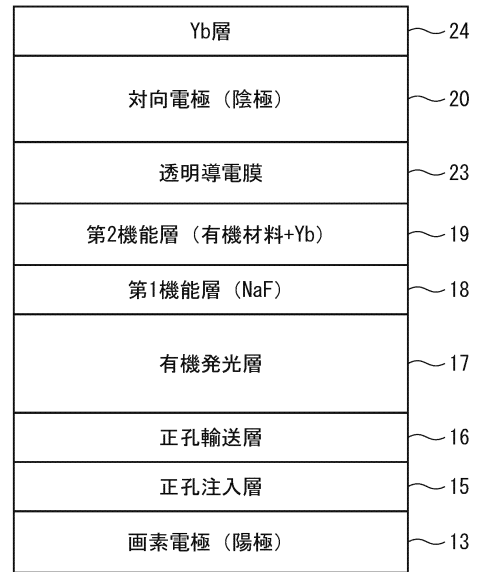 Yb層 24
対向電極（陰極） 20
透明導電膜 23
第2機能層（有機材料+Yb） 19
第1機能層（NaF） 18
有機発光層 17
正孔輸送層 16
正孔注入層 15
画素電極（陽極） 13